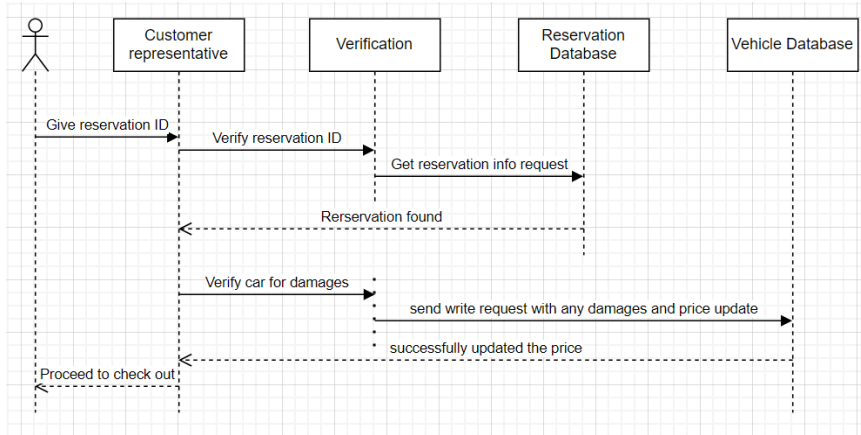 Customer
representative
Verification
Reservation
Database
Vehicle Database
Give reservation ID
Verify reservation ID
Get reservation info request
Rerservation found
Verify car for damages
send write request with any damages and price update
successfully updated the price
Proceed to check out